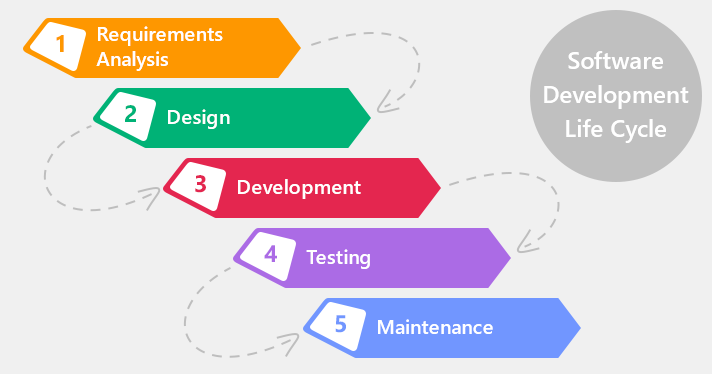 1
Requirements
Analysis
2
Design
3
Development
4
Testing
5
Maintenance
Software
Development
Life Cycle